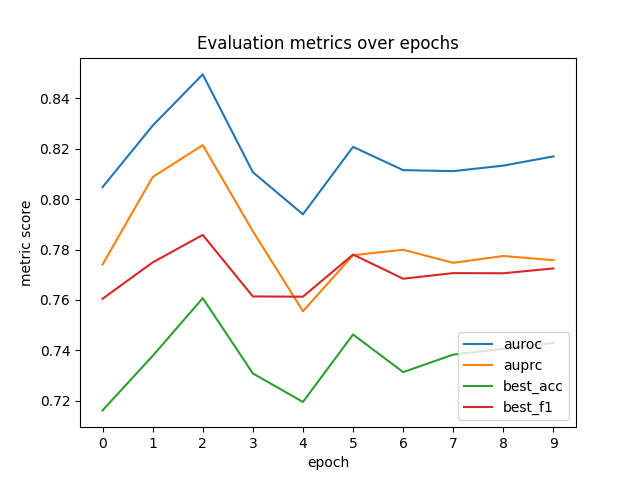 Evaluation metrics over epochs
metric score
0.84
0.82
0.80
0.78
0.76
0.74
0.72
auroc
auprc
best_acc
best_f1
0 1 2 3 4 5 6 7 8 9
epoch